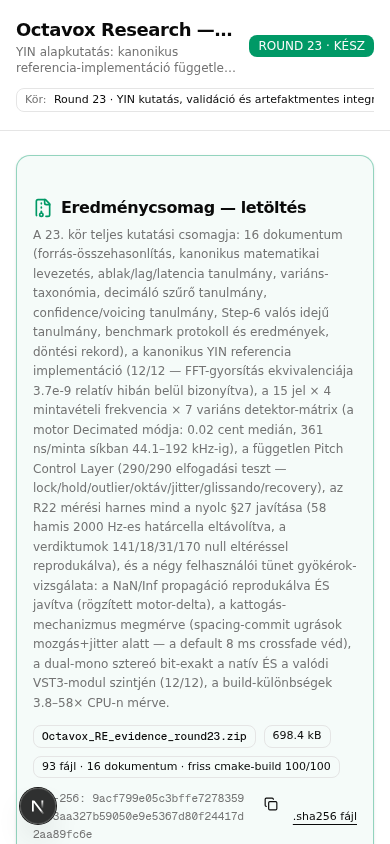 Octavox Research —...
ROUND 23 · KÉSZ
YIN alapkutatás: kanonikus
referencia-implementáció függetle...
Kör: Round 23 · YIN kutatás, validáció és artefaktmentes integr
Eredménycsomag — letöltés
A 23. kör teljes kutatási csomagja: 16 dokumentum
(forrás-összehasonlítás, kanonikus matematikai
levezetés, ablak/lag/latencia tanulmány, variáns-
taxonómia, decimáló szűrő tanulmány,
confidence/voicing tanulmány, Step-6 valós idejű
tanulmány, benchmark protokoll és eredmények,
döntési rekord), a kanonikus YIN referencia
implementáció (12/12 — FFT-gyorsítás ekvivalenciája
3.7e-9 relatív hibán belül bizonyítva), a 15 jel × 4
mintavételi frekvencia × 7 variáns detektor-mátrix (a
motor Decimated módja: 0.02 cent medián, 361
ns/minta síkban 44.1–192 kHz-ig), a független Pitch
Control Layer (290/290 elfogadási teszt —
lock/hold/outlier/oktáv/jitter/glissando/recovery), az
R22 mérési harnes mind a nyolc §27 javítása (58
hamis 2000 Hz-es határcella eltávolítva, a
verdiktumok 141/18/31/170 null eltéréssel
reprodukálva), és a négy felhasználói tünet gyökérok-
vizsgálata: a NaN/Inf propagáció reprodukálva ÉS
javítva (rögzített motor-delta), a kattogás-
mechanizmus megmérve (spacing-commit ugrások
mozgás+jitter alatt — a default 8 ms crossfade véd),
a dual-mono sztereó bit-exakt a natív ÉS a valódi
VST3-modul szintjén (12/12), a build-különbségek
3.8–58× CPU-n mérve.
Octavox_RE_evidence_round23.zip
698.4 kB
93 fájl · 16 dokumentum · friss cmake-build 100/100
-256: 9acf799e05c3bffe7278359
3aa327b59050e9e5367d80f24417d
2aa89fc6e
.sha256 fájl
N